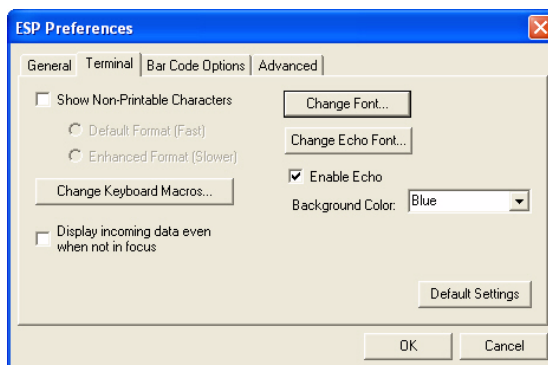 ESP Preferences
General Terminal Bar Code Options Advanced
Show Non-Printable Characters
Default Format (Fast)
Enhanced Format (Slower)
Change Keyboard Macros...
Display incoming data even
when not in focus
Change Font...
Change Echo Font...
Enable Echo
Background Color: Blue
Default Settings
OK Cancel